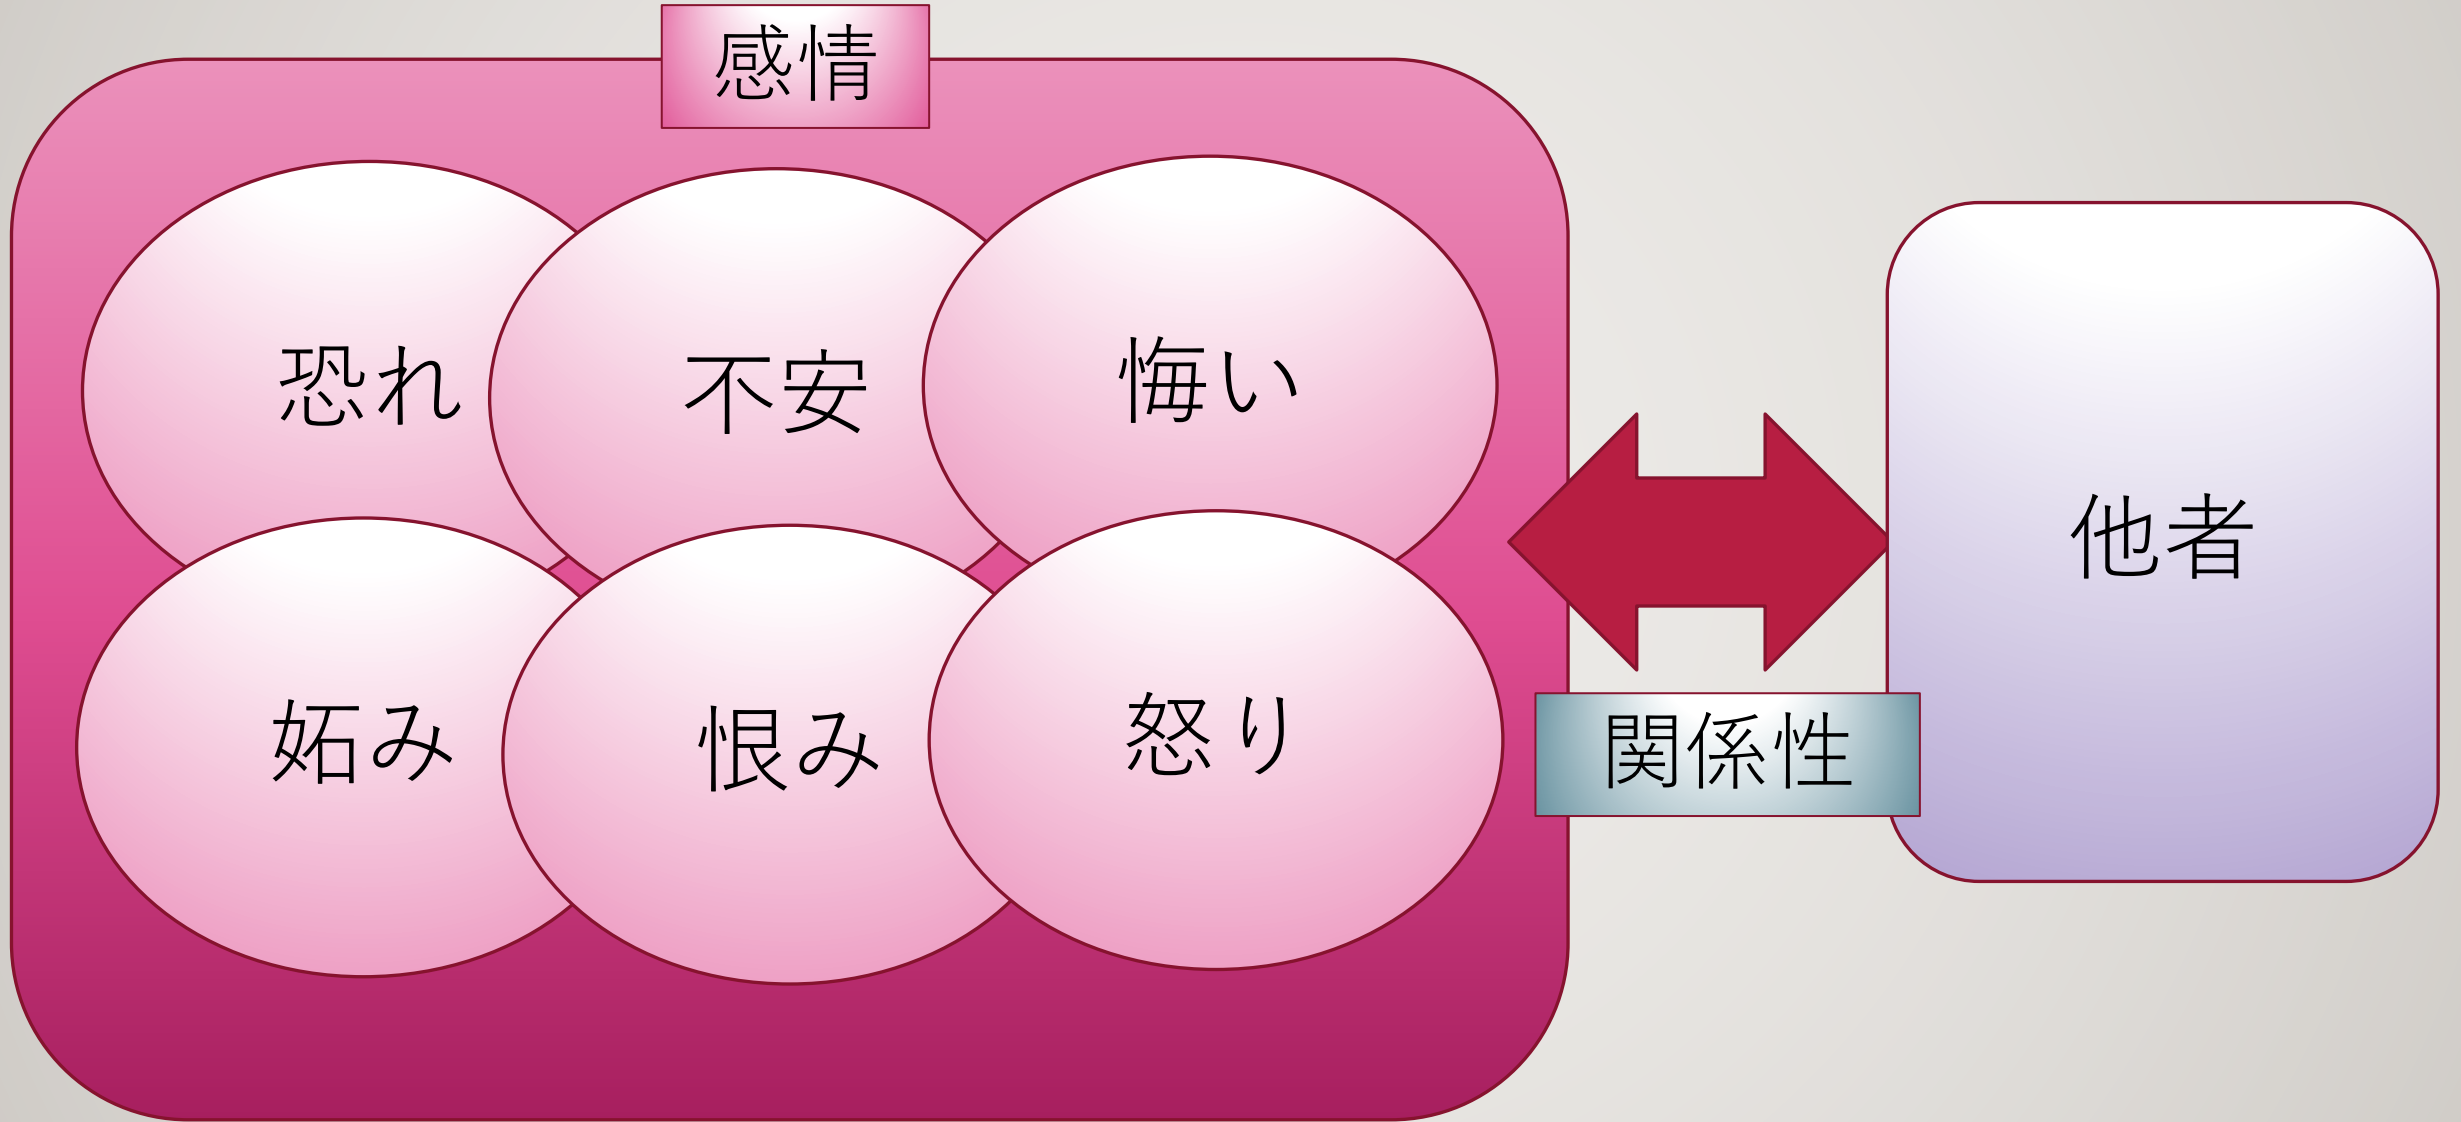 感情
恐れ
不安
悔い
妬み
恨み
怒り
関係性
他者